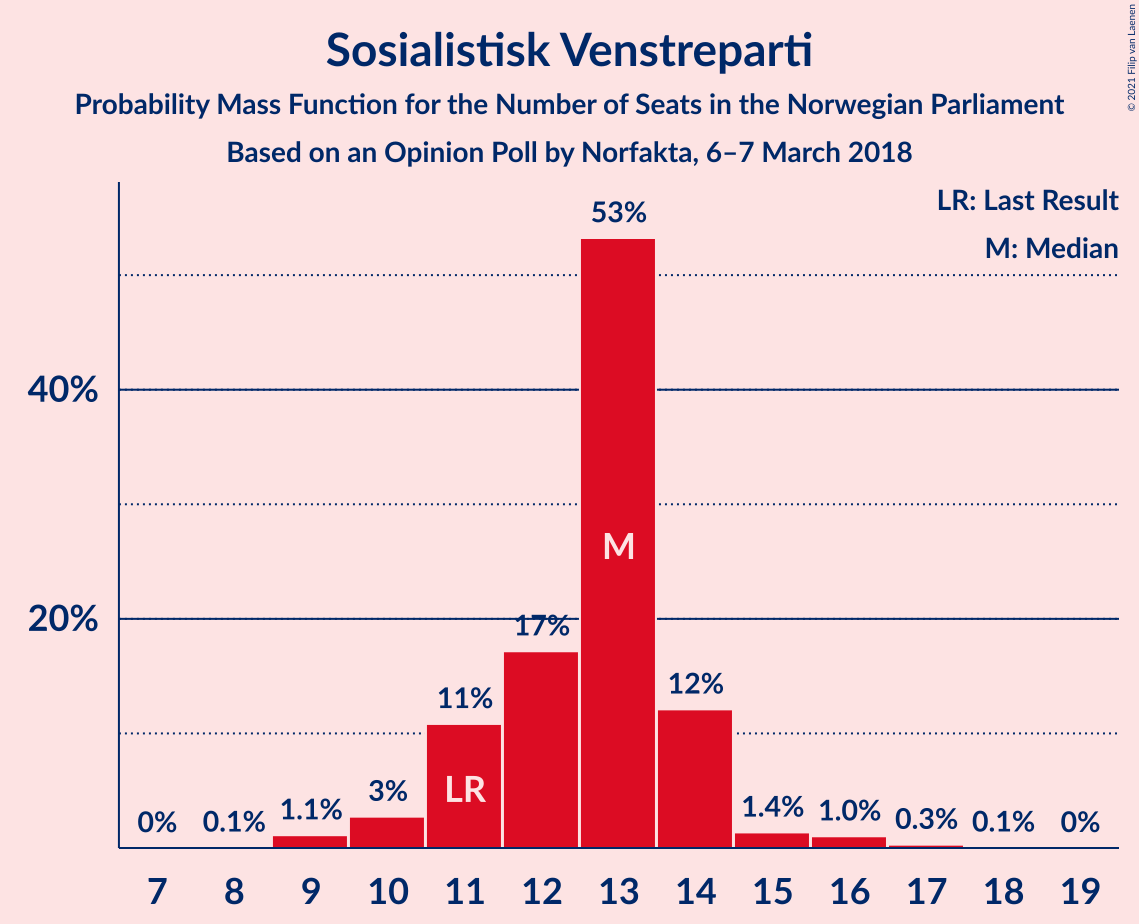 Sosialistisk Venstreparti
Probability Mass Function for the Number of Seats in the Norwegian Parliament
Based on an Opinion Poll by Norfakta, 6–7 March 2018
© 2021 Filip van Laenen
LR: Last Result
M: Median
40%
20%
0%
0.1%
1.1%
3%
11%
17%
53%
12%
1.4%
1.0%
0.3%
0.1%
0%
LR
M
7 8 9 10 11 12 13 14 15 16 17 18 19